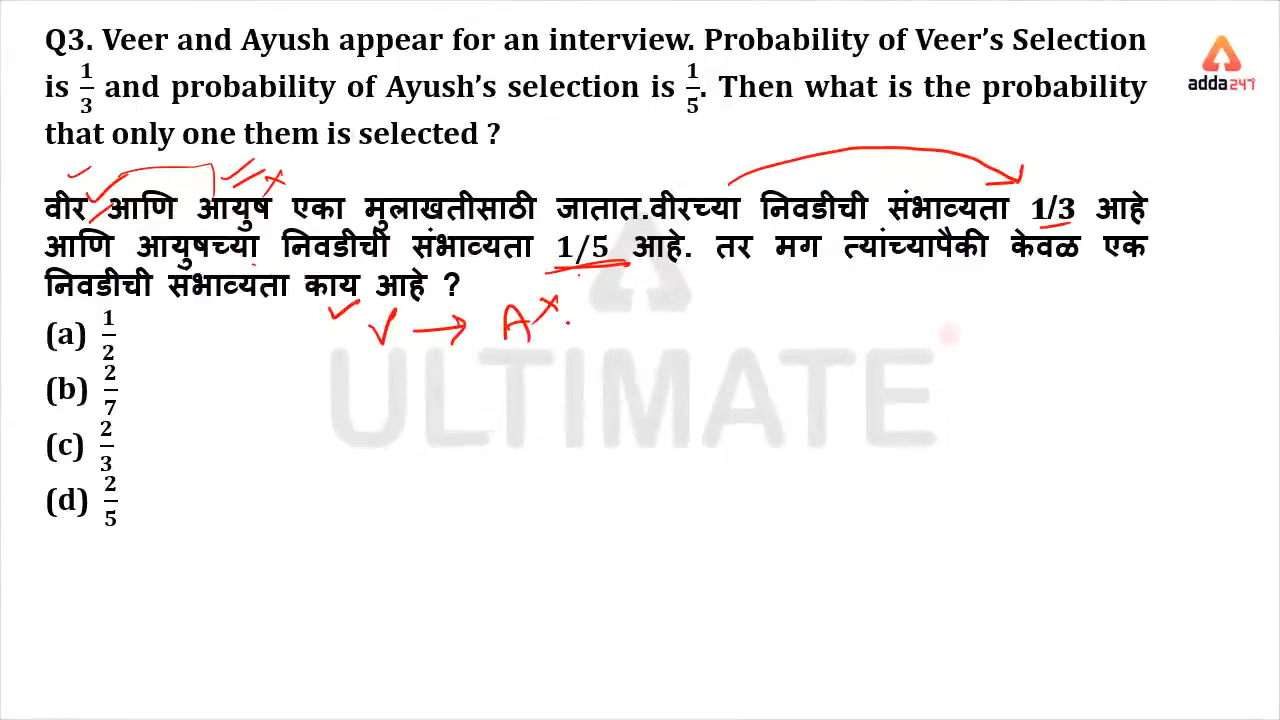 Q3. Veer and Ayush appear for an interview. Probability of Veer's Selection
is 1/3 and probability of Ayush's selection is 1/5. Then what is the probability
that only one them is selected ?
adda247
वीर आणि आयुष एका मुलाखतीसाठी जातात.वीरच्या निवडीची संभाव्यता 1/3 आहे
आणि आयुषच्या निवडीची संभाव्यता 1/5 आहे. तर मग त्यांच्यापैकी केवळ एक
निवडीची संभाव्यता काय आहे ?
V → A×
(a) 1/2
(b) 2/7
(c) 2/3
(d) 2/5
ULTIMATE